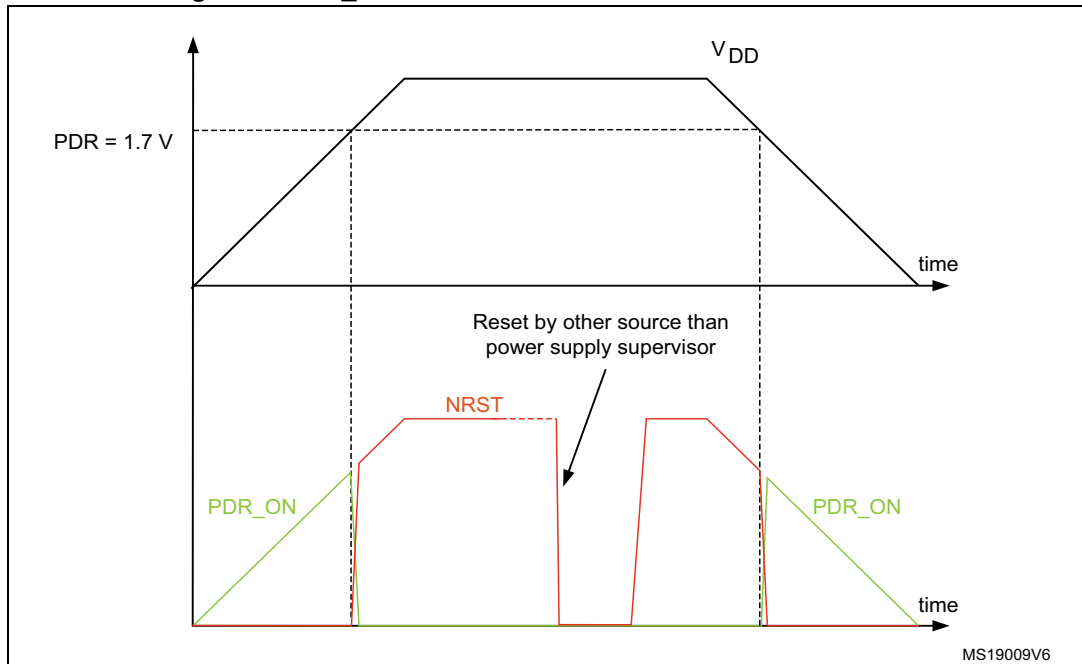 V DD
PDR = 1.7 V
time
Reset by other source than
power supply supervisor
NRST
PDR_ON
PDR_ON
time
MS19009V6